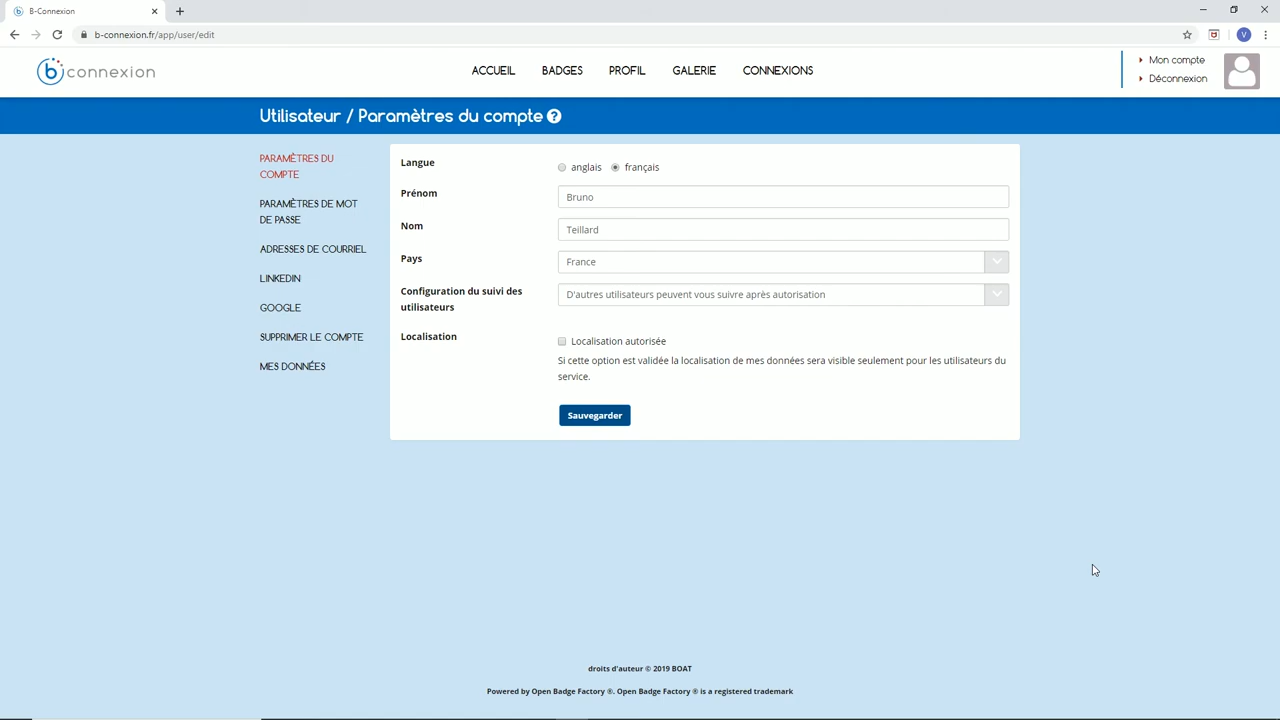 B-Connexion
b-connexion.fr/app/user/edit
V
b connexion
ACCUEIL BADGES PROFIL GALERIE CONNEXIONS
Mon compte
Déconnexion
Utilisateur / Paramètres du compte ?
PARAMÈTRES DU
COMPTE
PARAMÈTRES DE MOT
DE PASSE
ADRESSES DE COURRIEL
LINKEDIN
GOOGLE
SUPPRIMER LE COMPTE
MES DONNÉES
Langue
anglais français
Prénom
Bruno
Nom
Teillard
Pays
France
Configuration du suivi des
utilisateurs
D'autres utilisateurs peuvent vous suivre après autorisation
Localisation
Localisation autorisée
Si cette option est validée la localisation de mes données sera visible seulement pour les utilisateurs du
service.
Sauvegarder
droits d'auteur © 2019 BOAT
Powered by Open Badge Factory ®. Open Badge Factory ® is a registered trademark